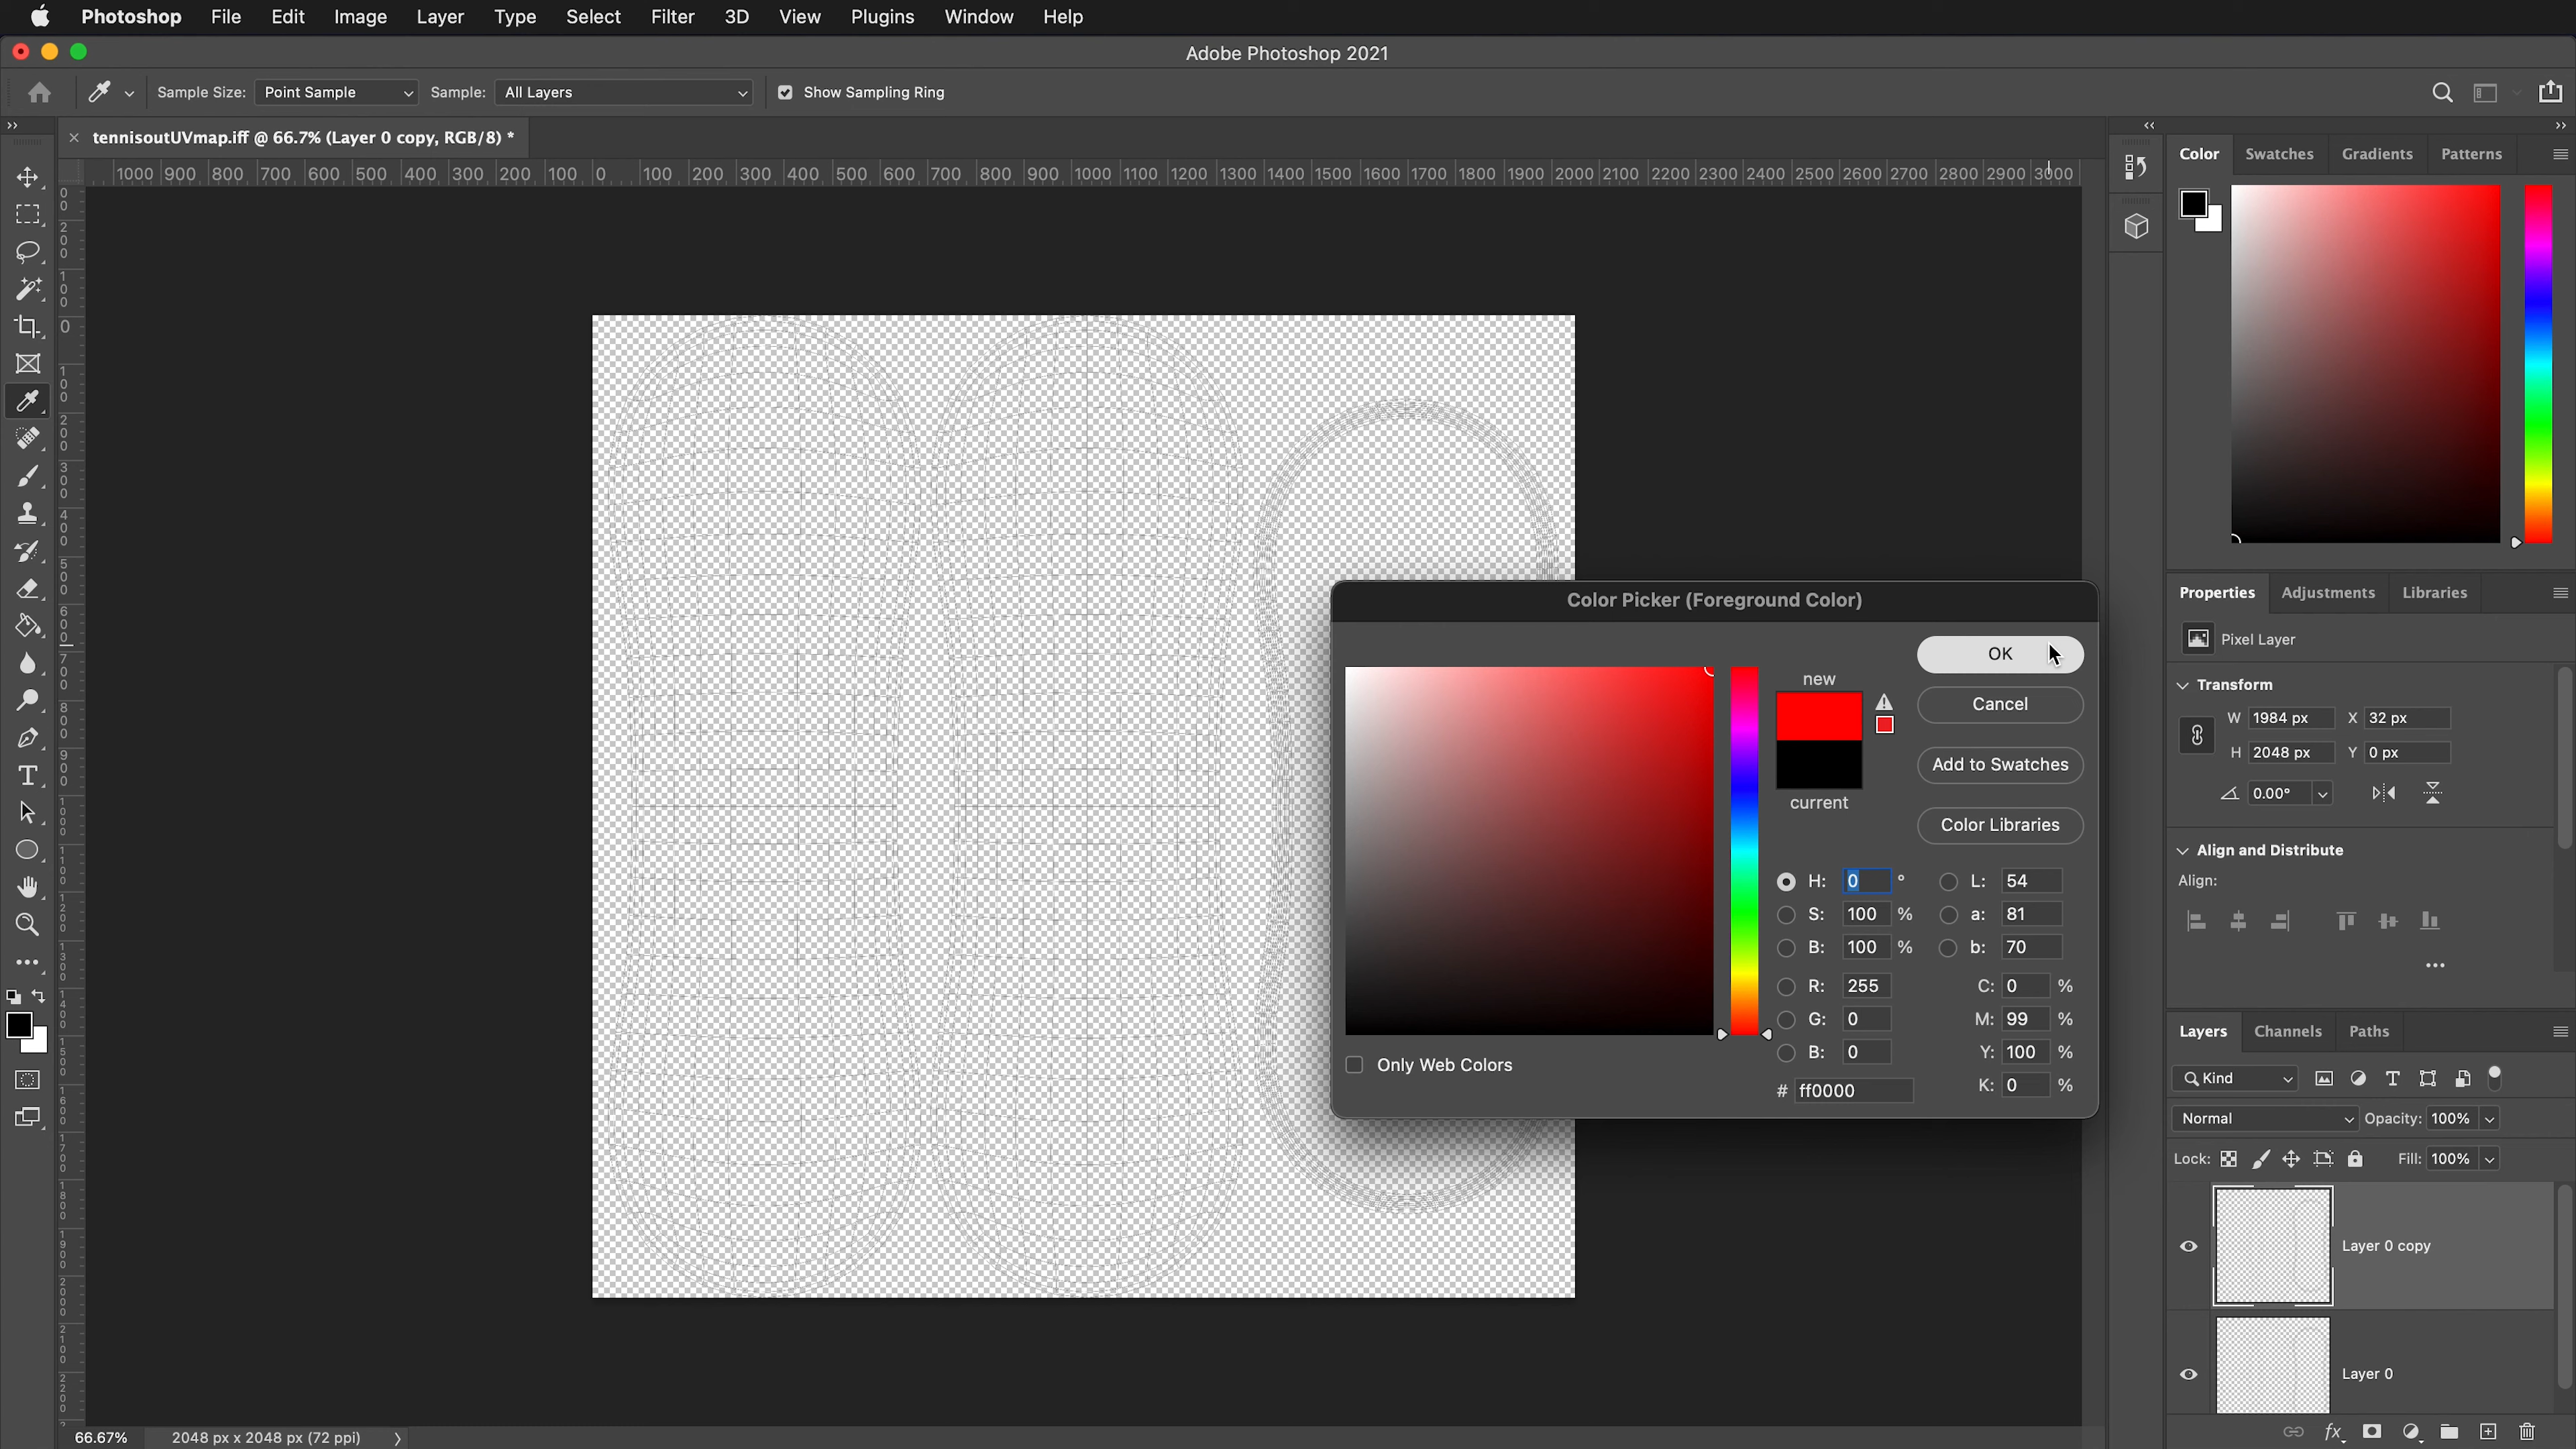 Photoshop File Edit Image Layer Type Select Filter 3D View Plugins Window Help
Adobe Photoshop 2021
Sample Size: Point Sample Sample: All Layers Show Sampling Ring
tennisoutUVmap.iff @ 66.7% (Layer 0 copy, RGB/8) *
1000 900 800 700 600 500 400 300 200 100 0 100 200 300 400 500 600 700 800 900 1000 1100 1200 1300 1400 1500 1600 1700 1800 1900 2000 2100 2200 2300 2400 2500 2600 2700 2800 2900 3000
Color Swatches Gradients Patterns
Properties Adjustments Libraries
Pixel Layer
Transform
W 1984 px X 32 px
H 2048 px Y 0 px
0.00°
Align and Distribute
Align:
Color Picker (Foreground Color)
OK
Cancel
Add to Swatches
Color Libraries
new
current
H: 0 ° L: 54
S: 100 % a: 81
B: 100 % b: 70
R: 255 C: 0 %
G: 0 M: 99 %
B: 0 Y: 100 %
# ff0000 K: 0 %
Only Web Colors
Layers Channels Paths
Kind
Normal Opacity: 100%
Lock: Fill: 100%
Layer 0 copy
Layer 0
66.67% 2048 px x 2048 px (72 ppi)